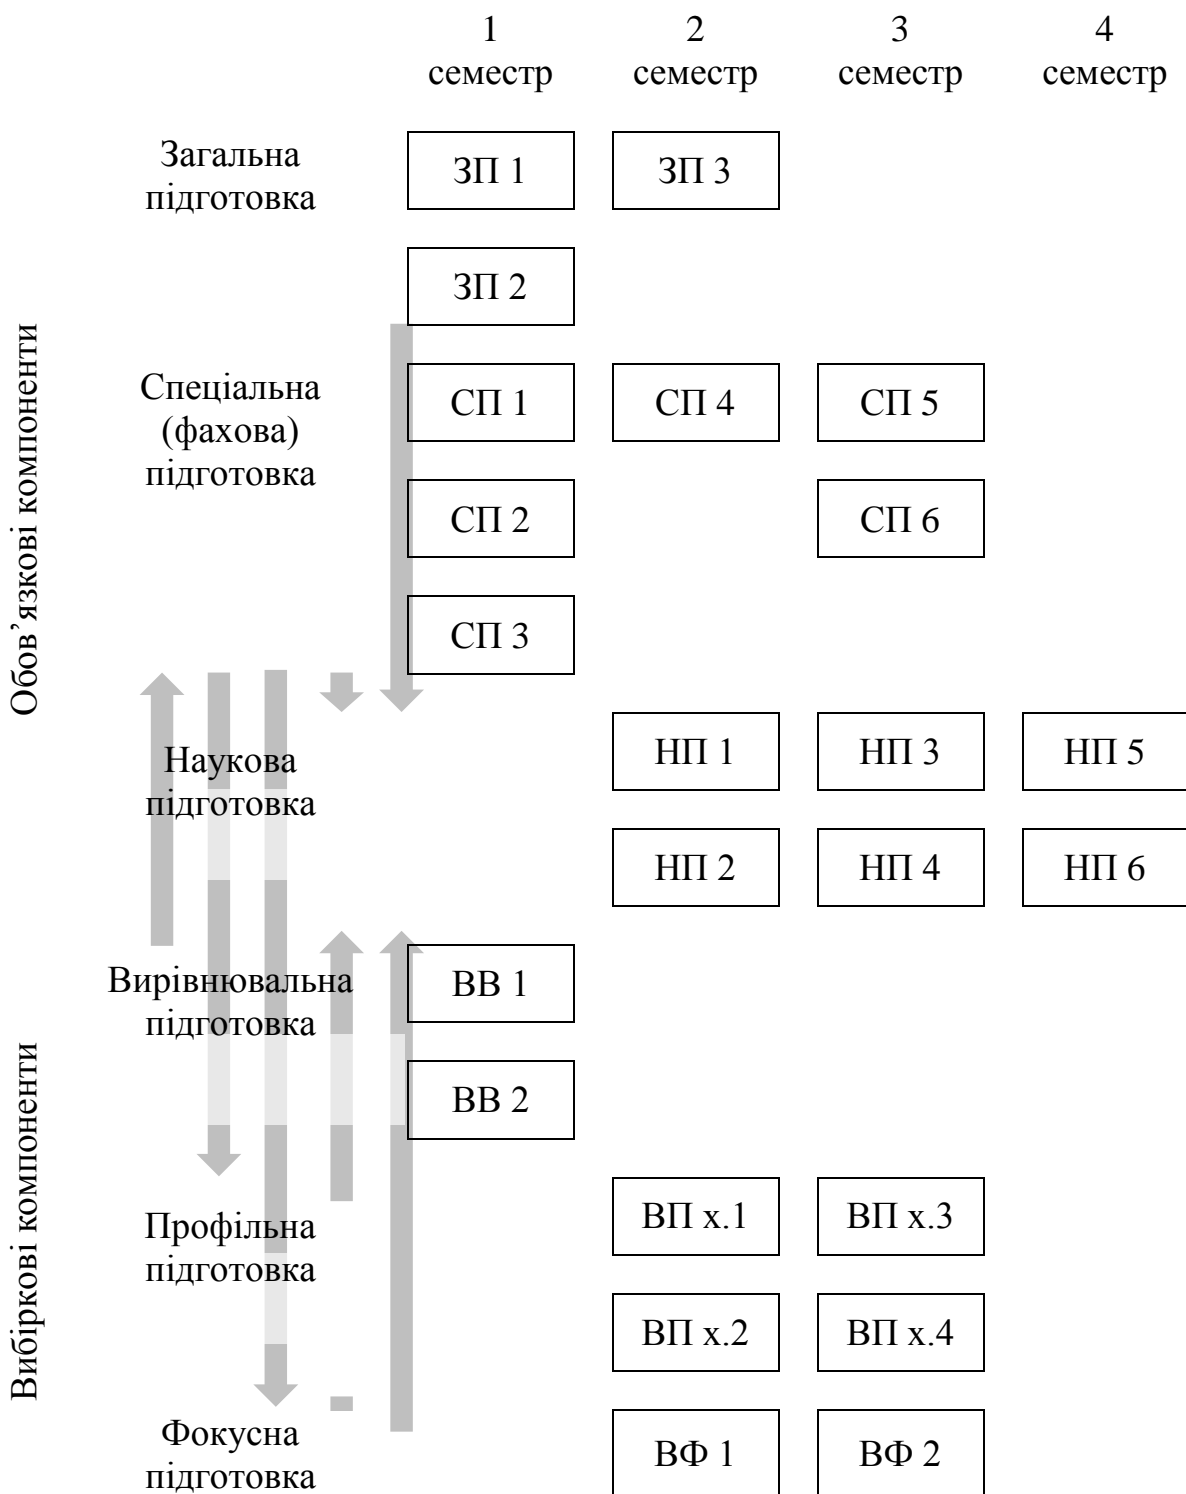 1
семестр
2
семестр
3
семестр
4
семестр
Обов’язкові компоненти
Загальна
підготовка
ЗП 1
ЗП 3
ЗП 2
Спеціальна
(фахова)
підготовка
СП 1
СП 4
СП 5
СП 2
СП 6
СП 3
Наукова
підготовка
НП 1
НП 3
НП 5
НП 2
НП 4
НП 6
Вибіркові компоненти
Вирівнювальна
підготовка
ВВ 1
ВВ 2
Профільна
підготовка
ВП х.1
ВП х.3
ВП х.2
ВП х.4
Фокусна
підготовка
ВФ 1
ВФ 2